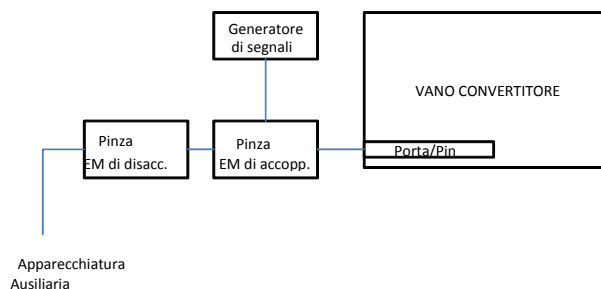 Generatore
di segnali
VANO CONVERTITORE
Pinza
EM di disacc.
Pinza
EM di accopp.
Porta/Pin
Apparecchiatura
Ausiliaria